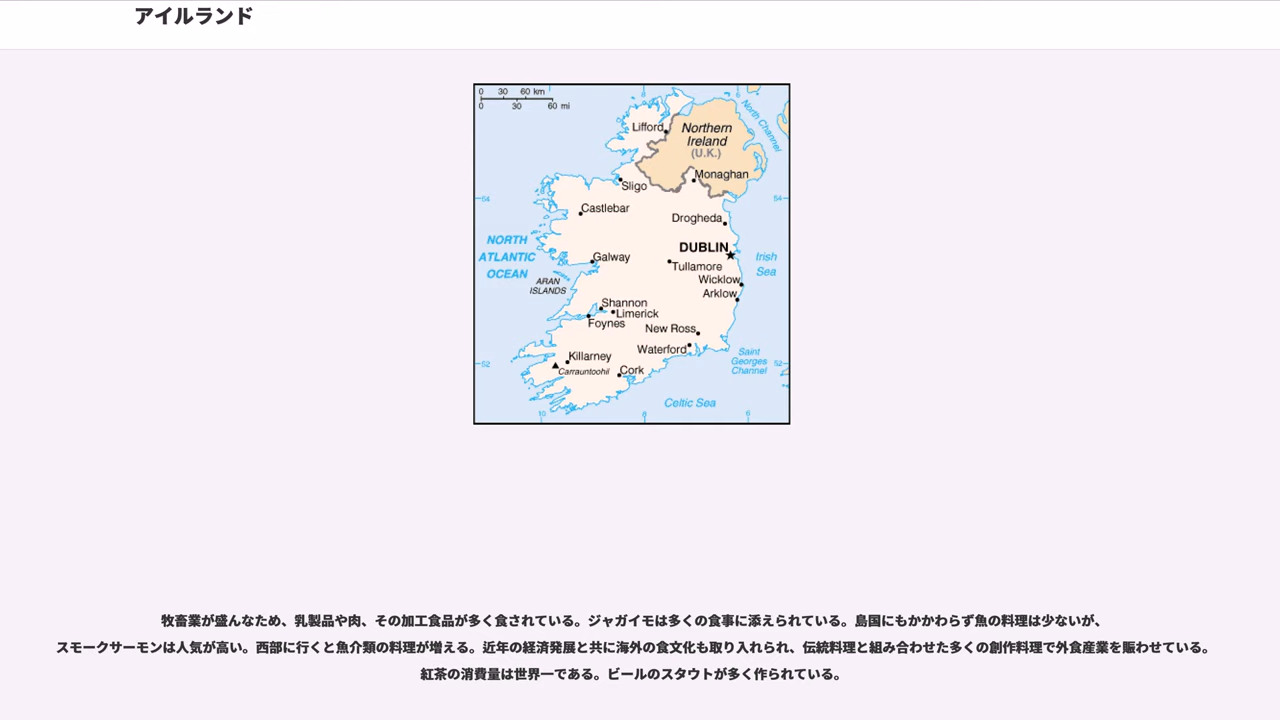 アイルランド
0 30 60 km
0 30 60 mi
North Channel
Lifford
Northern
Ireland
(U.K.)
Monaghan
Sligo
54
54
Castlebar
Drogheda
NORTH
ATLANTIC
OCEAN
DUBLIN
Galway
Irish
Sea
Tullamore
ARAN
ISLANDS
Wicklow
Arklow
Shannon
Limerick
Foynes
New Ross
Waterford
Saint
Georges
Channel
Killarney
52
52
Carrauntoohil
Cork
Celtic Sea
10 8 6
牧畜業が盛んなため、乳製品や肉、その加工食品が多く食されている。ジャガイモは多くの食事に添えられている。島国にもかかわらず魚の料理は少ないが、
スモークサーモンは人気が高い。西部に行くと魚介類の料理が増える。近年の経済発展と共に海外の食文化も取り入れられ、伝統料理と組み合わせた多くの創作料理で外食産業を賑わせている。
紅茶の消費量は世界一である。ビールのスタウトが多く作られている。